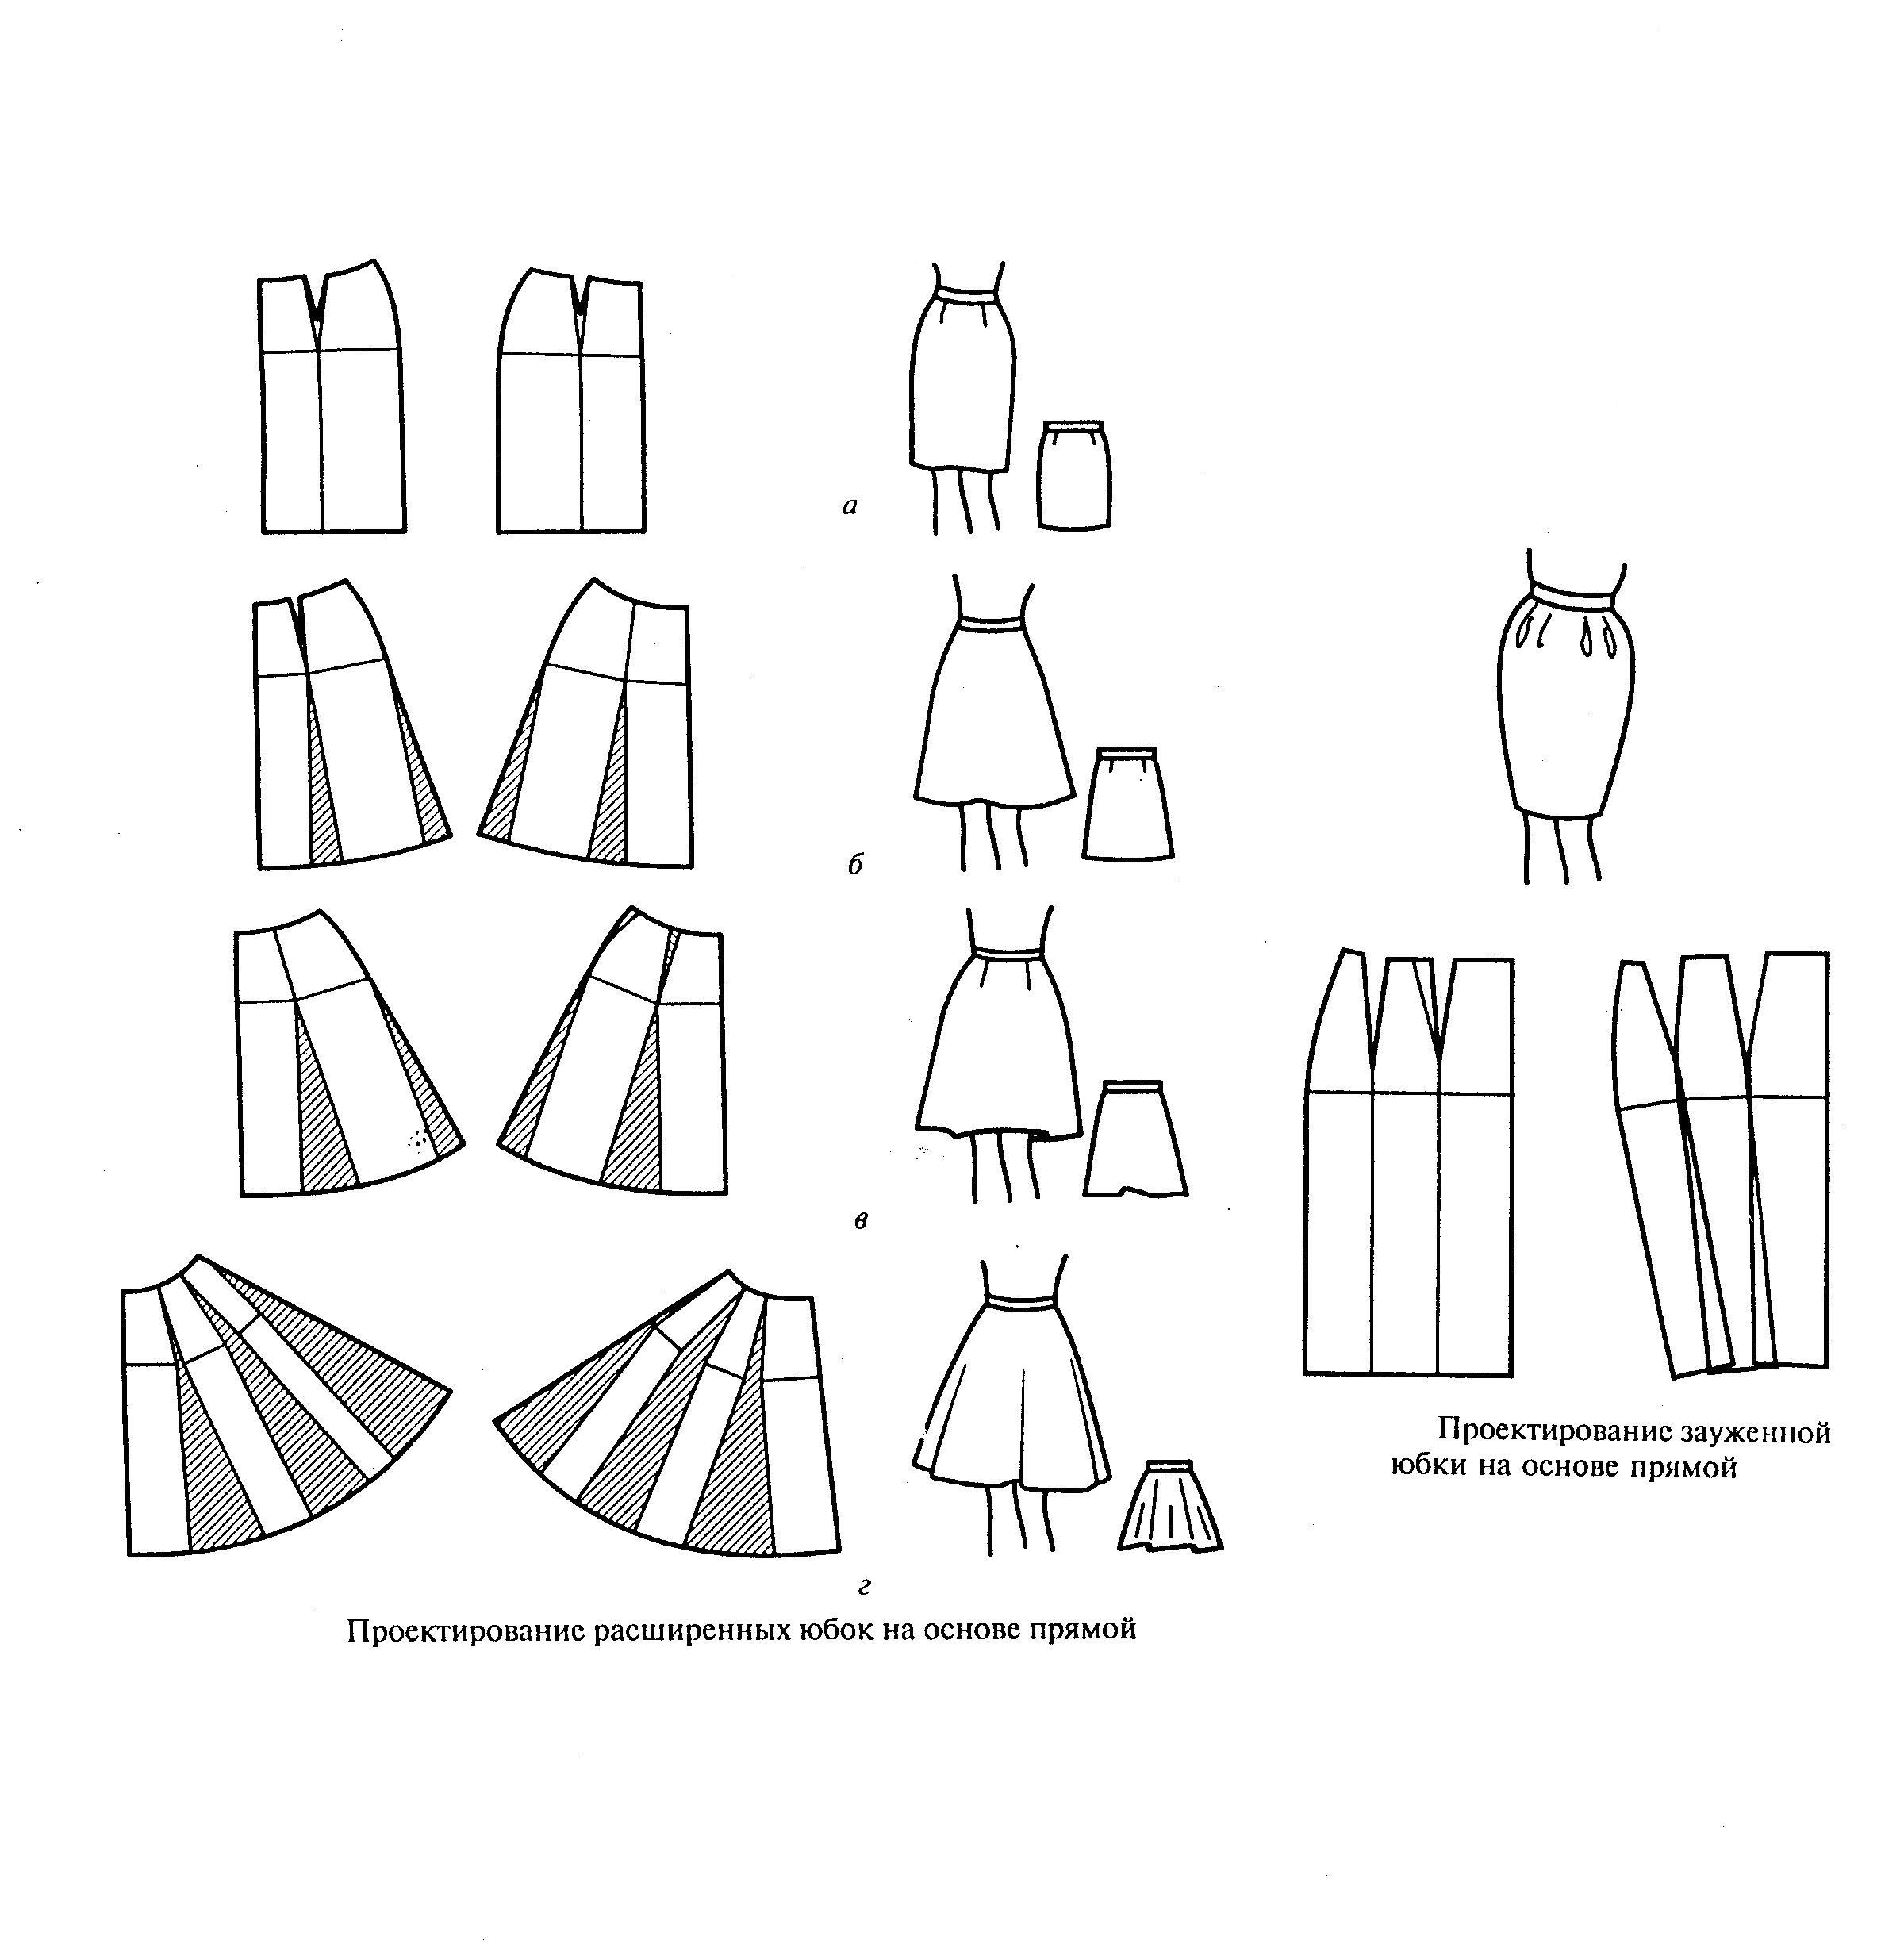 а
б
в
г
Проектирование расширенных юбок на основе прямой
Проектирование зауженной
юбки на основе прямой